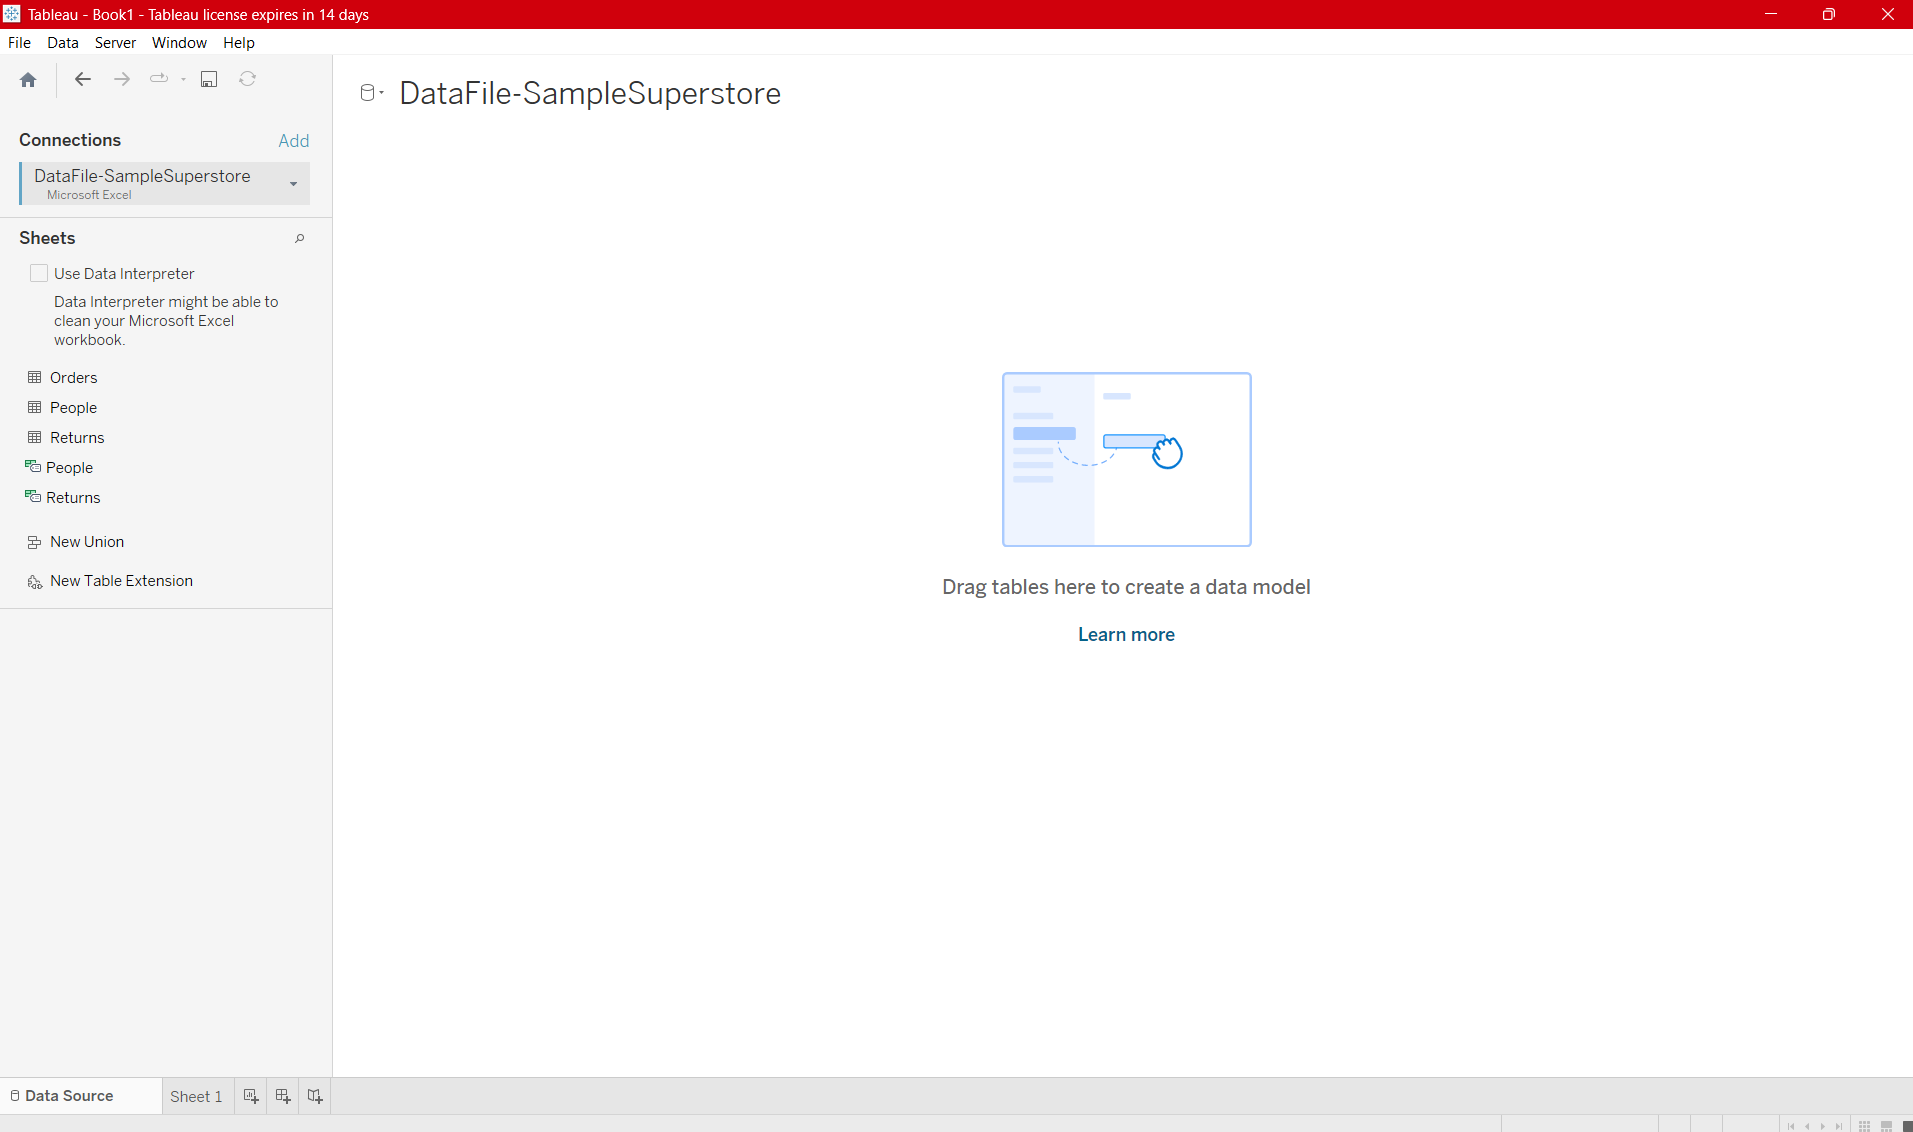 Tableau - Book1 - Tableau license expires in 14 days
File Data Server Window Help
DataFile-SampleSuperstore
Connections Add
DataFile-SampleSuperstore
Microsoft Excel
Sheets
Use Data Interpreter
Data Interpreter might be able to
clean your Microsoft Excel
workbook.
Orders
People
Returns
People
Returns
New Union
New Table Extension
Drag tables here to create a data model
Learn more
Data Source Sheet 1